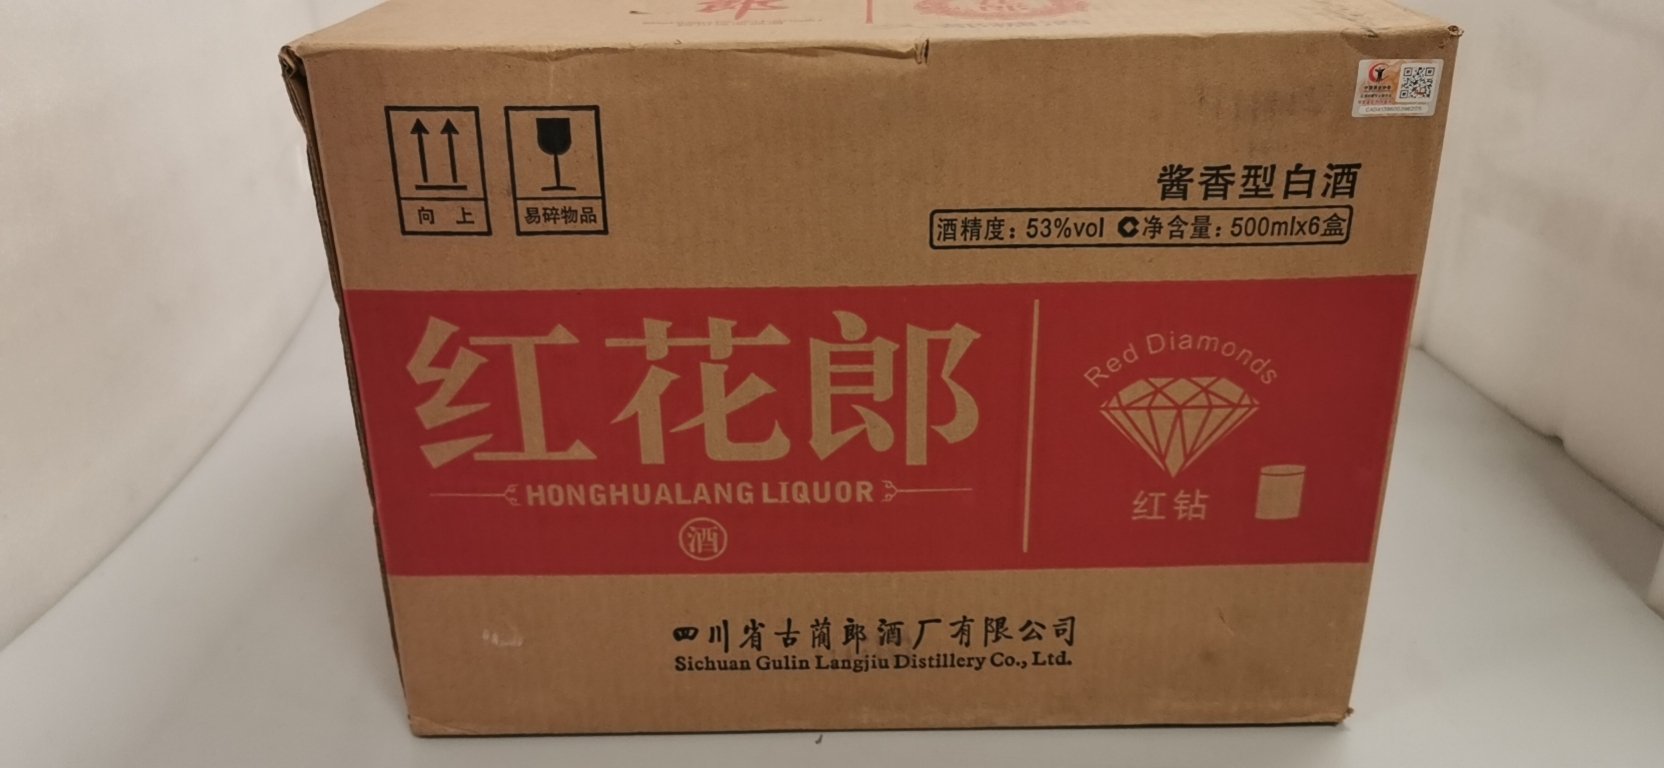 郎
向 上
易碎物品
酱香型白酒
酒精度：53%vol 净含量：500mlx6盒
红花郎
HONGHUALANG LIQUOR
酒
Red Diamonds
红钻
四川省古蔺郎酒厂有限公司
Sichuan Gulin Langjiu Distillery Co., Ltd.